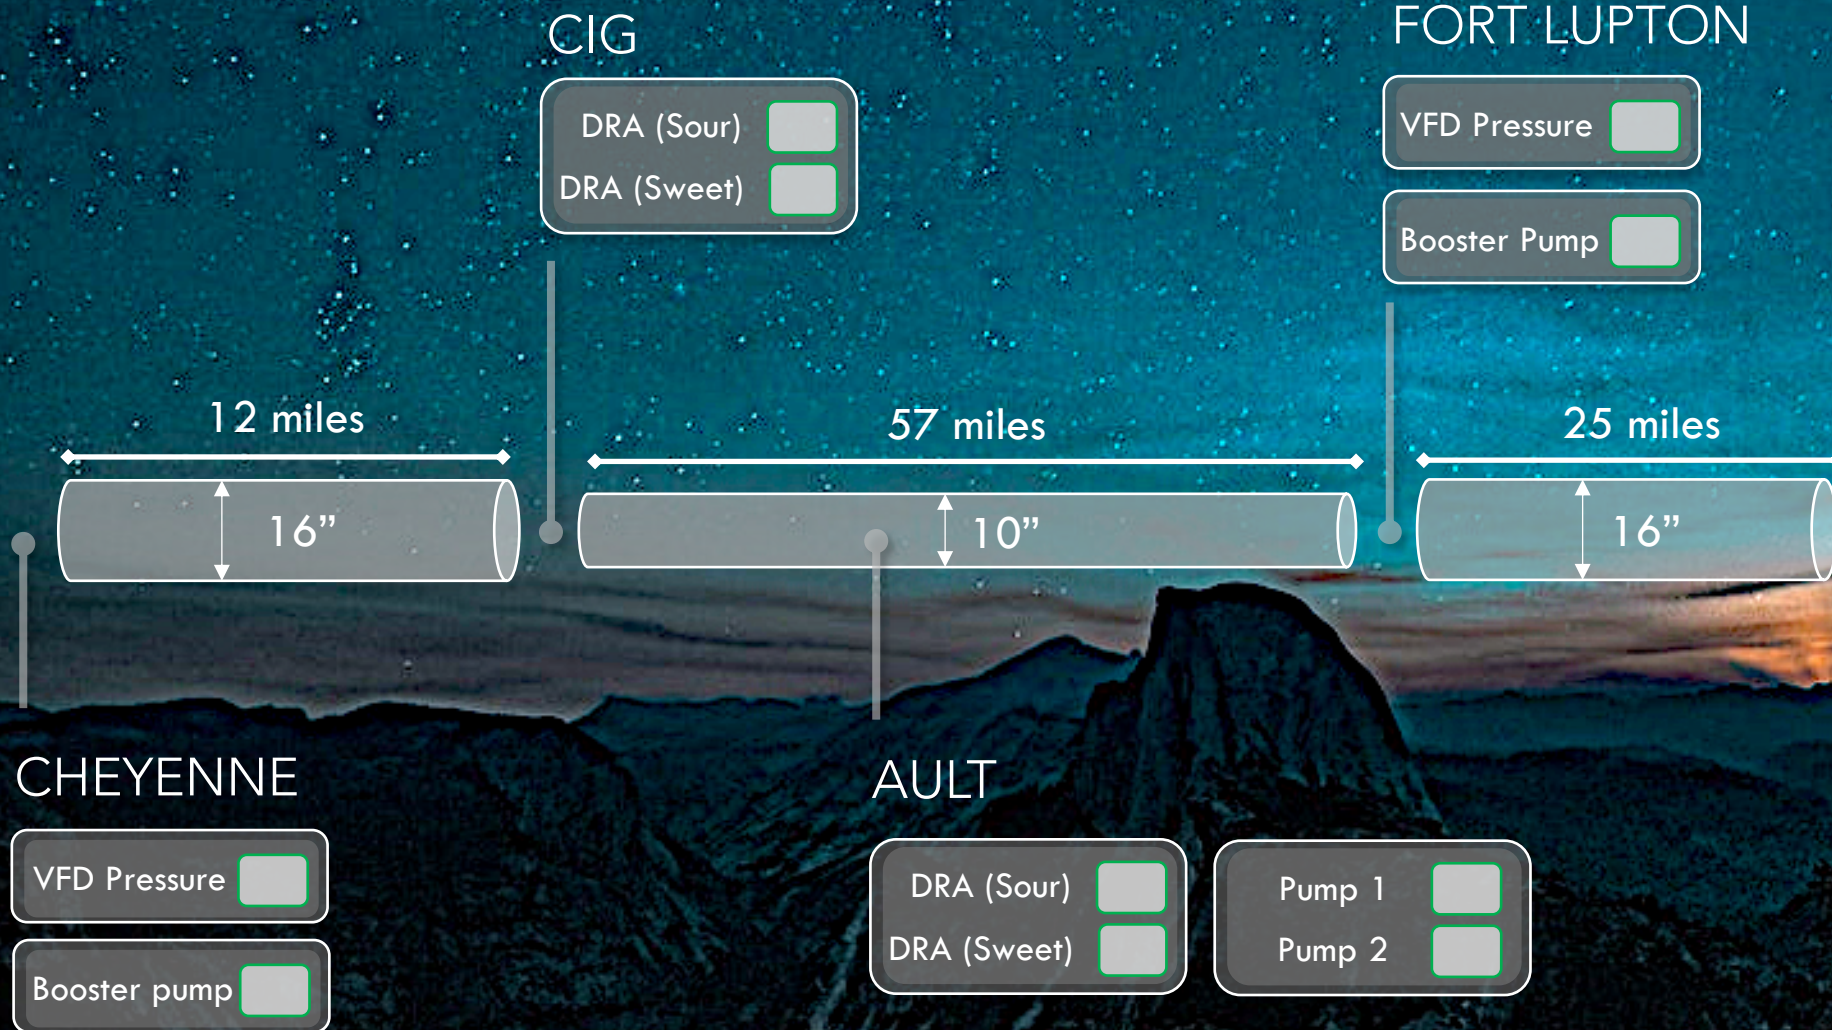 CIG
DRA (Sour)
DRA (Sweet)
FORT LUPTON
VFD Pressure
Booster Pump
12 miles
57 miles
25 miles
16”
10”
16”
CHEYENNE
VFD Pressure
Booster pump
AULT
DRA (Sour)
DRA (Sweet)
Pump 1
Pump 2